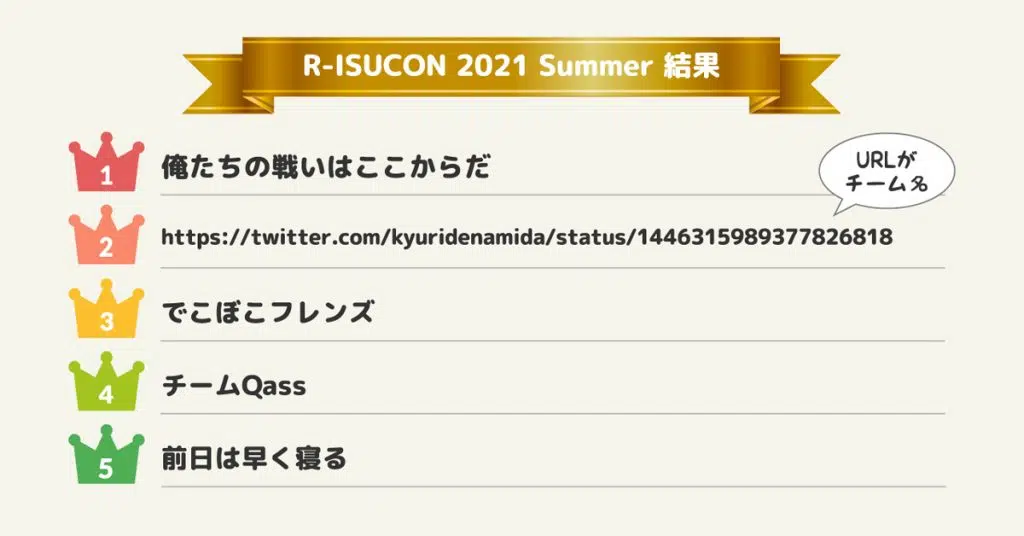 R-ISUCON 2021 Summer 結果
1 俺たちの戦いはここからだ
URLが
チーム名
2 https://twitter.com/kyuridenamida/status/1446315989377826818
3 でこぼこフレンズ
4 チームQass
5 前日は早く寝る